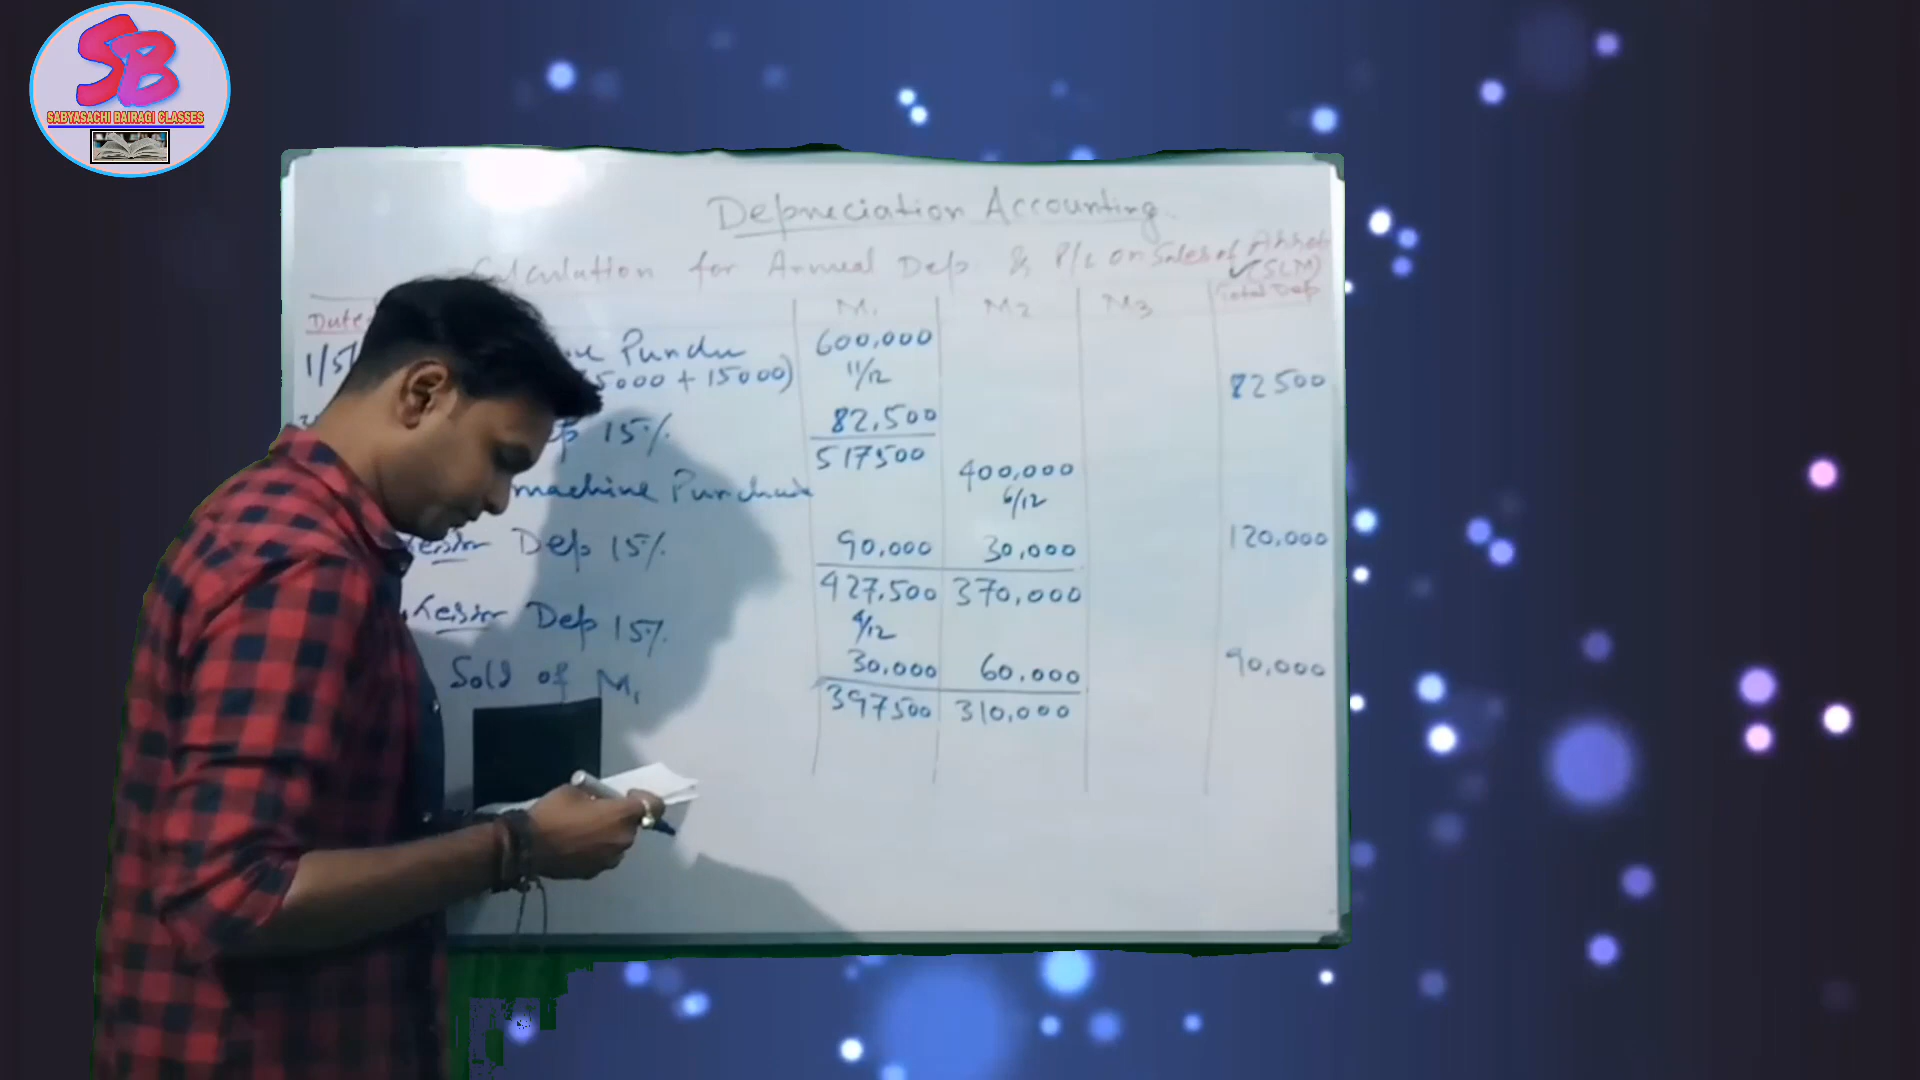 SB
SABYASACHI BAIRAGI CLASSES
Depreciation Accounting
Calculation for Annual Dep. & P/L on Sales of Asset
(SLM)
Date M1 M2 M3 Total Dep
1/5/ Purcha 600,000
5000 + 15000) 11/12 82500
Dep 15% 82,500
517500 400,000
machine Purchase 6/12
Dep 15% 90,000 30,000 120,000
427,500 370,000
Dep 15% 4/12
30,000 60,000 90,000
Sold of M1
397500 310,000